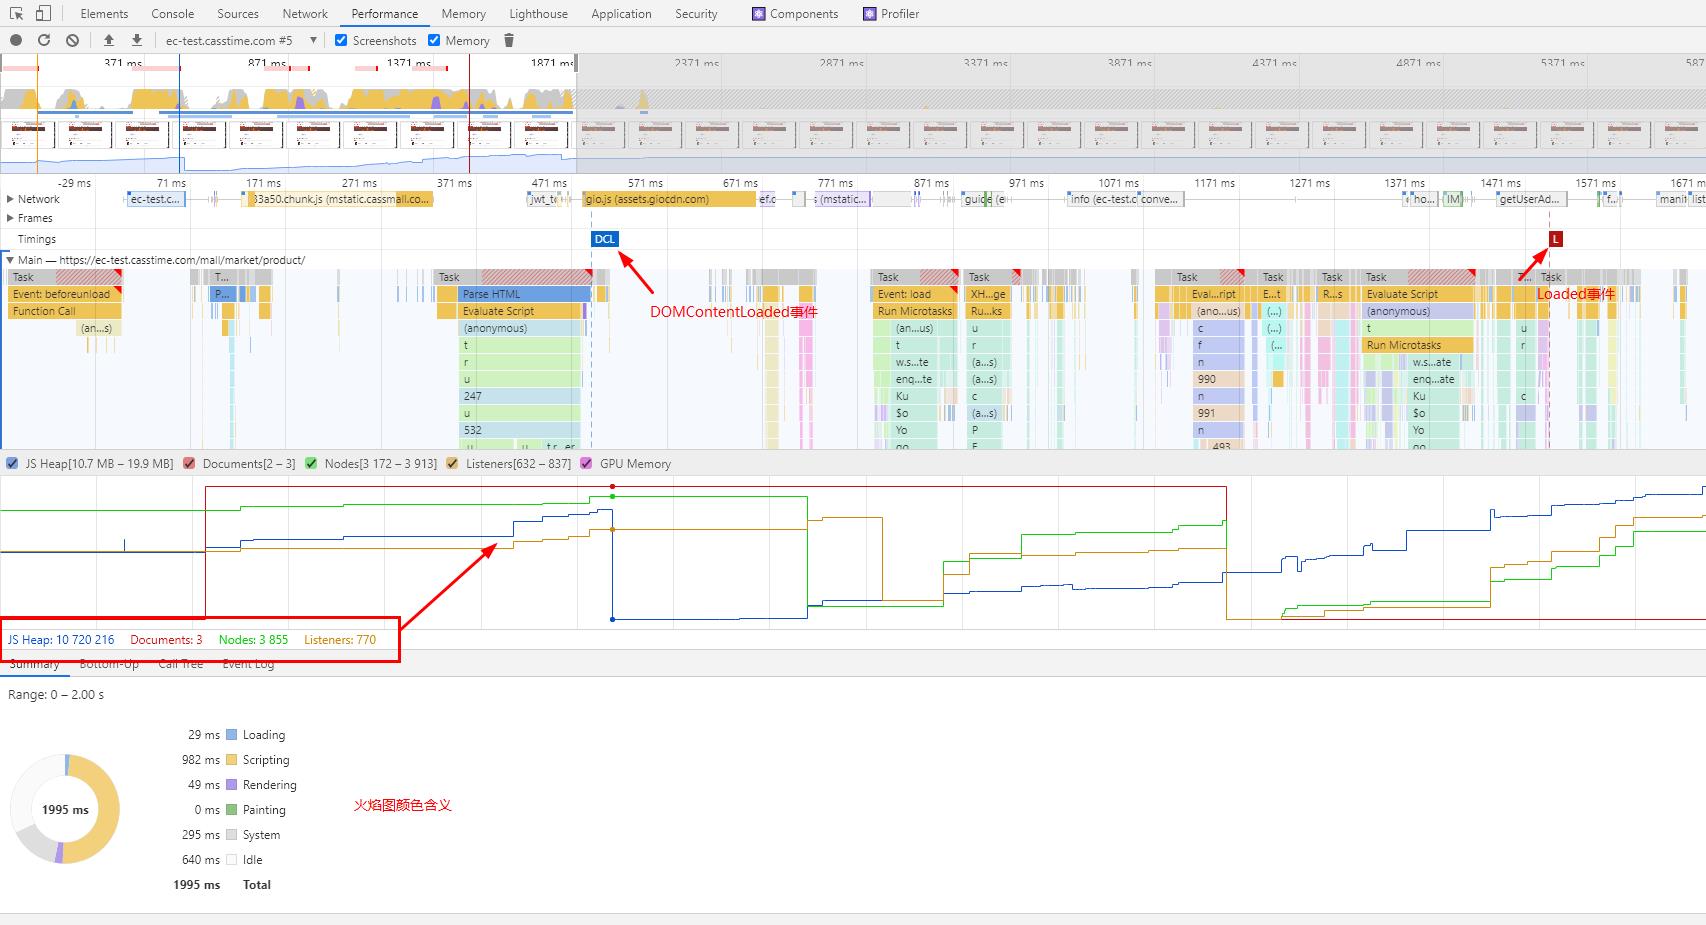 Elements Console Sources Network Performance Memory Lighthouse Application Security Components Profiler
ec-test.casstime.com #5 ▼ Screenshots Memory
371 ms 871 ms 1371 ms 1871 ms 2371 ms 2871 ms 3371 ms 3871 ms 4371 ms 4871 ms 5371 ms 587
-29 ms 71 ms 171 ms 271 ms 371 ms 471 ms 571 ms 671 ms 771 ms 871 ms 971 ms 1071 ms 1171 ms 1271 ms 1371 ms 1471 ms 1571 ms 1671 m
Network ec-test.c... 33a50.chunk.js (mstatic.cassmall.co... jwt_t gio.js (assets.giocdn.com) ef.c s (mstatic... guide (e info (ec-test.c conve... ho... IM getUserAd... f... manif list
Frames
Timings DCL L
Main — https://ec-test.casstime.com/mall/market/product/
Task T... Task Task Task Task Task Task Task T... Task
Event: beforeunload P... Parse HTML Event: load XH...ge Eval...ript E...t R...s Evaluate Script Loaded事件
Function Call Evaluate Script DOMContentLoaded事件 Run Microtasks Ru...ks (ano...us) (...) (anonymous)
(an...s) (anonymous) (an...us) u c (...) t u
t t r f (... Run Microtasks r
r w.s...te (a...s) n w.s...ate
u enq...te (a...s) 990 enq...ate
247 Ku c n Ku c
u $o (a...s) 991 $o
532 Yo P n Yo
u u t r er go F 493 go
JS Heap[10.7 MB – 19.9 MB] Documents[2 – 3] Nodes[3 172 – 3 913] Listeners[632 – 837] GPU Memory
JS Heap: 10 720 216 Documents: 3 Nodes: 3 855 Listeners: 770
Summary Bottom-Up Call Tree Event Log
Range: 0 – 2.00 s
29 ms Loading
982 ms Scripting
49 ms Rendering
1995 ms
0 ms Painting
火焰图颜色含义
295 ms System
640 ms Idle
1995 ms Total